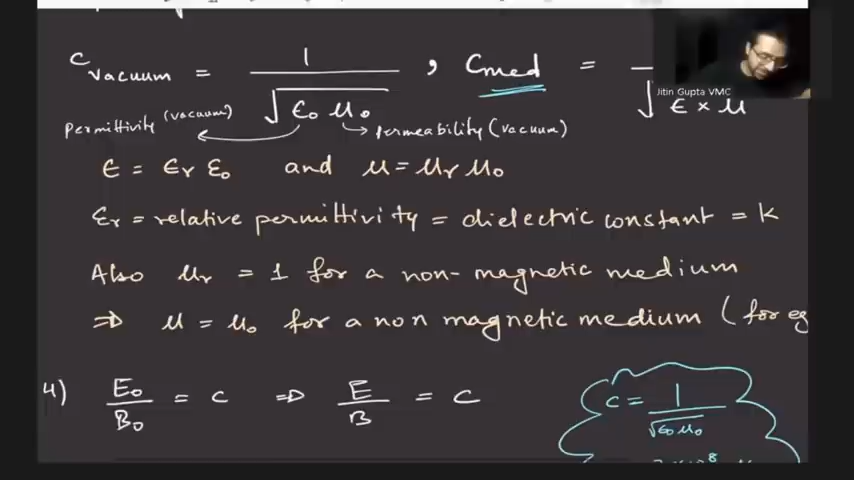 C vacuum = 1 / √(ε₀ μ₀) , C med = 1 / √(ε × μ)
Jitin Gupta VMC
Permittivity (vacuum) permeability (vacuum)
ε = εr ε₀ and μ = μr μ₀
εr = relative permittivity = dielectric constant = k
Also μr = 1 for a non-magnetic medium
⇒ μ = μ₀ for a non magnetic medium ( for eg
4) E₀ / B₀ = c ⇒ E / B = c
c = 1 / √(ε₀ μ₀)